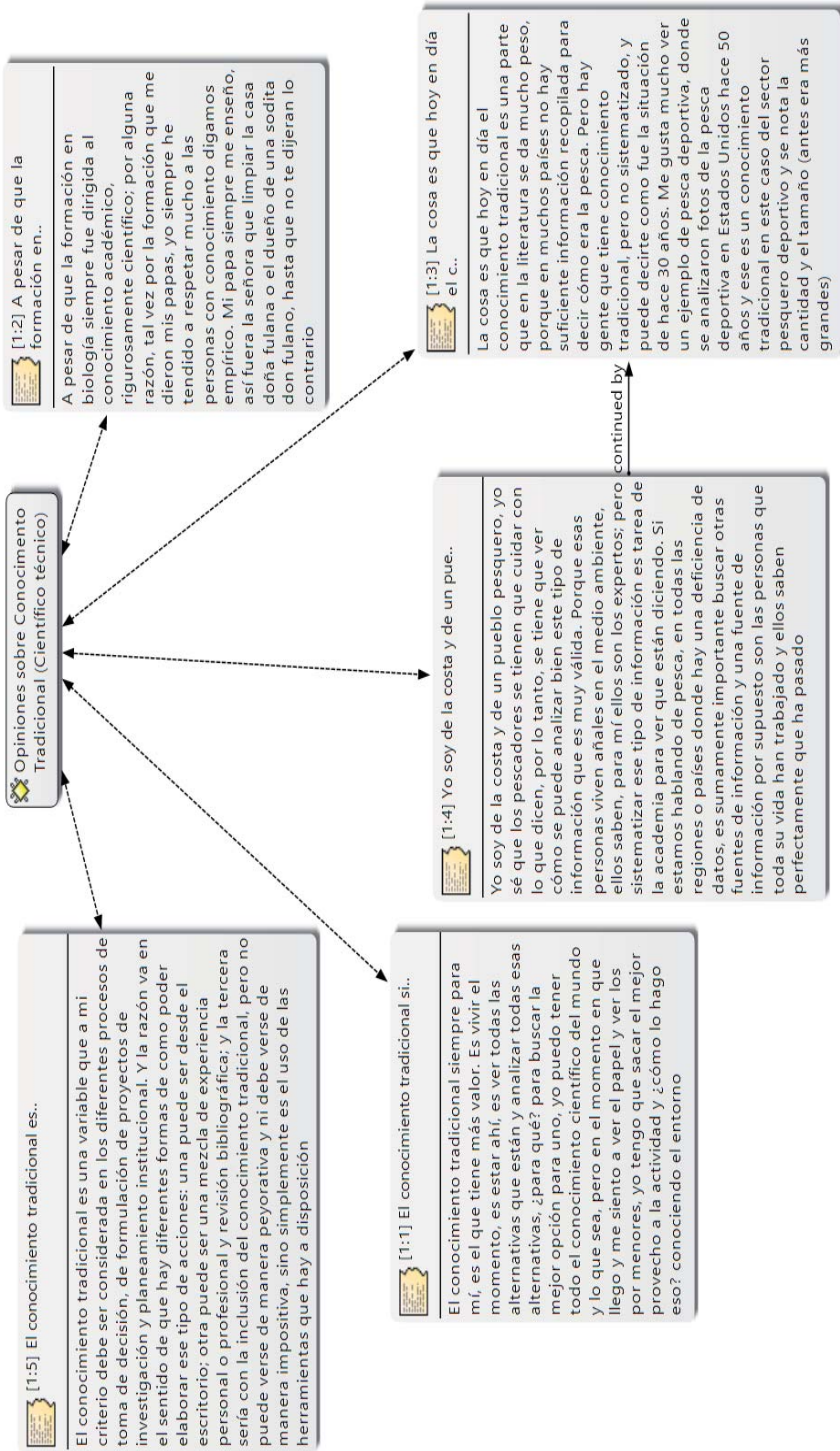 Opiniones sobre Conocimiento
Tradicional (Científico técnico)
[1:5] El conocimiento tradicional es..
El conocimiento tradicional es una variable que a mi
criterio debe ser considerada en los diferentes procesos de
toma de decisión, de formulación de proyectos de
investigación y planeamiento institucional. Y la razón va en
el sentido de que hay diferentes formas de como poder
elaborar ese tipo de acciones: una puede ser desde el
escritorio; otra puede ser una mezcla de experiencia
personal o profesional y revisión bibliográfica; y la tercera
sería con la inclusión del conocimiento tradicional, pero no
puede verse de manera peyorativa y ni debe verse de
manera impositiva, sino simplemente es el uso de las
herramientas que hay a disposición
[1:2] A pesar de que la
formación en..
A pesar de que la formación en
biología siempre fue dirigida al
conocimiento académico,
rigurosamente científico; por alguna
razón, tal vez por la formación que me
dieron mis papas, yo siempre he
tendido a respetar mucho a las
personas con conocimiento digamos
empírico. Mi papa siempre me enseño,
así fuera la señora que limpiar la casa
doña fulana o el dueño de una sodita
don fulano, hasta que no te dijeran lo
contrario
[1:1] El conocimiento tradicional si..
El conocimiento tradicional siempre para
mí, es el que tiene más valor. Es vivir el
momento, es estar ahí, es ver todas las
alternativas que están y analizar todas esas
alternativas, ¿para qué? para buscar la
mejor opción para uno, yo puedo tener
todo el conocimiento científico del mundo
y lo que sea, pero en el momento en que
llego y me siento a ver el papel y ver los
por menores, yo tengo que sacar el mejor
provecho a la actividad y ¿cómo lo hago
eso? conociendo el entorno
[1:4] Yo soy de la costa y de un pue..
Yo soy de la costa y de un pueblo pesquero, yo
sé que los pescadores se tienen que cuidar con
lo que dicen, por lo tanto, se tiene que ver
cómo se puede analizar bien este tipo de
información que es muy válida. Porque esas
personas viven añales en el medio ambiente,
ellos saben, para mí ellos son los expertos; pero
sistematizar ese tipo de información es tarea de
la academia para ver que están diciendo. Si
estamos hablando de pesca, en todas las
regiones o países donde hay una deficiencia de
datos, es sumamente importante buscar otras
fuentes de información y una fuente de
información por supuesto son las personas que
toda su vida han trabajado y ellos saben
perfectamente que ha pasado
continued by
[1:3] La cosa es que hoy en día
el c..
La cosa es que hoy en día el
conocimiento tradicional es una parte
que en la literatura se da mucho peso,
porque en muchos países no hay
suficiente información recopilada para
decir cómo era la pesca. Pero hay
gente que tiene conocimiento
tradicional, pero no sistematizado, y
puede decirte como fue la situación
de hace 30 años. Me gusta mucho ver
un ejemplo de pesca deportiva, donde
se analizaron fotos de la pesca
deportiva en Estados Unidos hace 50
años y ese es un conocimiento
tradicional en este caso del sector
pesquero deportivo y se nota la
cantidad y el tamaño (antes era más
grandes)